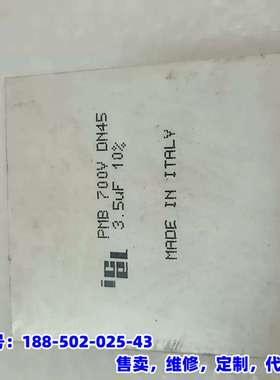 icel
PMB 700V DN45
3.5uF 10%
MADE IN ITALY
号：188-502-025-43
售卖，维修，定制，代